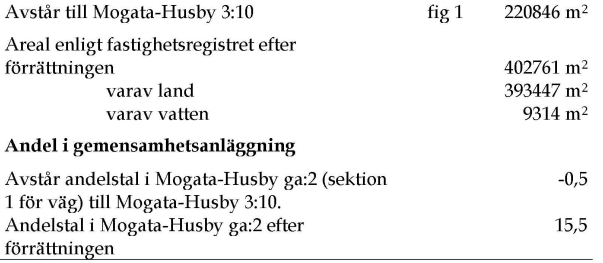 Avstår till Mogata-Husby 3:10 fig 1 220846 m²
Areal enligt fastighetsregistret efter
förrättningen 402761 m²
varav land 393447 m²
varav vatten 9314 m²
Andel i gemensamhetsanläggning
Avstår andelstal i Mogata-Husby ga:2 (sektion -0,5
1 för väg) till Mogata-Husby 3:10.
Andelstal i Mogata-Husby ga:2 efter 15,5
förrättningen